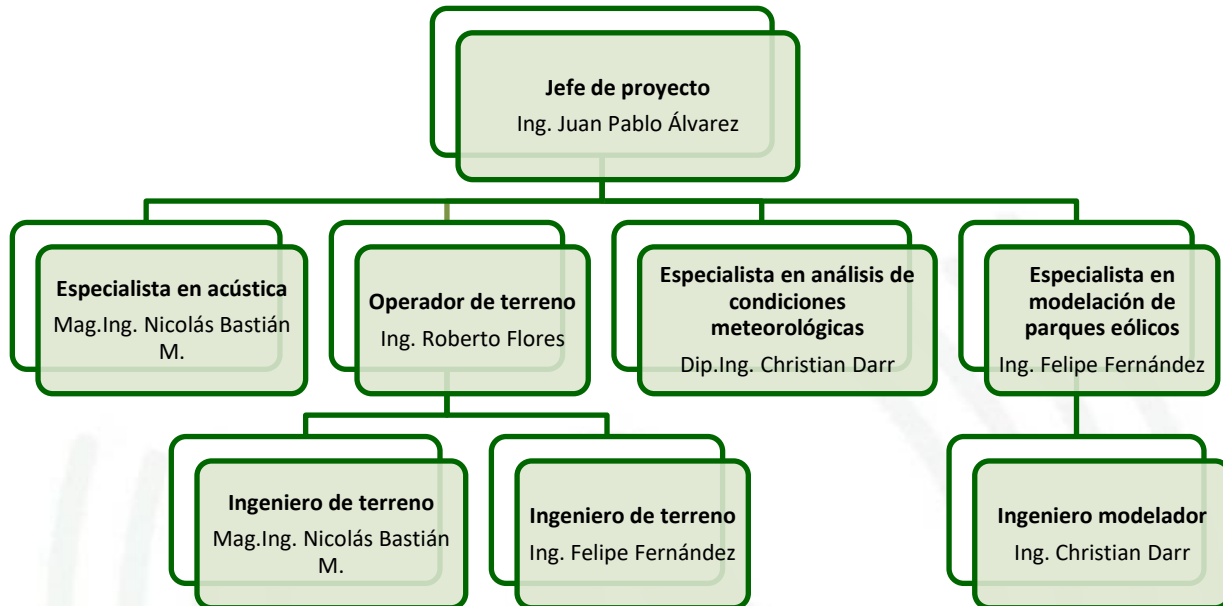 Jefe de proyecto
Ing. Juan Pablo Álvarez
Especialista en acústica
Mag.Ing. Nicolás Bastián
M.
Operador de terreno
Ing. Roberto Flores
Especialista en análisis de
condiciones
meteorológicas
Dip.Ing. Christian Darr
Especialista en
modelación de
parques eólicos
Ing. Felipe Fernández
Ingeniero de terreno
Mag.Ing. Nicolás Bastián
M.
Ingeniero de terreno
Ing. Felipe Fernández
Ingeniero modelador
Ing. Christian Darr